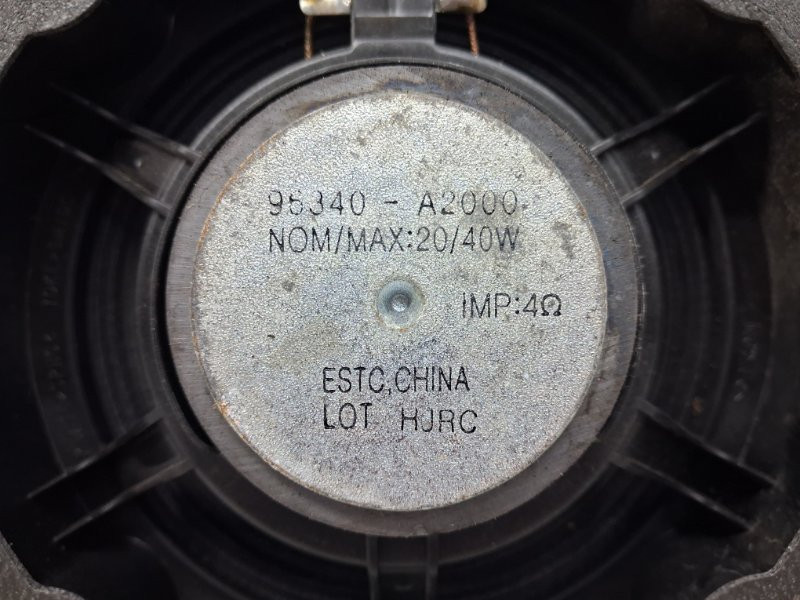 96340 - A2000
NOM/MAX:20/40W
IMP:4Ω
ESTC,CHINA
LOT HJRC